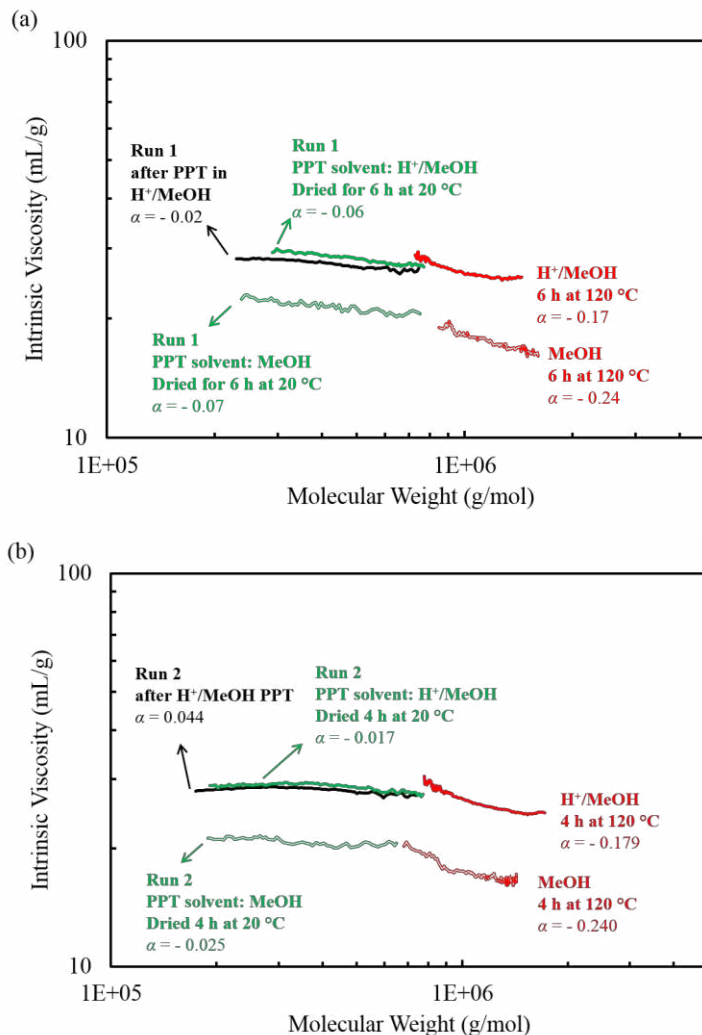 (a)
100
Intrinsic Viscosity (mL/g)
10
Run 1
after PPT in
H⁺/MeOH
α = - 0.02
Run 1
PPT solvent: H⁺/MeOH
Dried for 6 h at 20 °C
α = - 0.06
H⁺/MeOH
6 h at 120 °C
α = - 0.17
Run 1
PPT solvent: MeOH
Dried for 6 h at 20 °C
α = - 0.07
MeOH
6 h at 120 °C
α = - 0.24
1E+05
1E+06
Molecular Weight (g/mol)
(b)
100
Intrinsic Viscosity (mL/g)
10
Run 2
after H⁺/MeOH PPT
α = 0.044
Run 2
PPT solvent: H⁺/MeOH
Dried 4 h at 20 °C
α = - 0.017
H⁺/MeOH
4 h at 120 °C
α = - 0.179
Run 2
PPT solvent: MeOH
Dried 4 h at 20 °C
α = - 0.025
MeOH
4 h at 120 °C
α = - 0.240
1E+05
1E+06
Molecular Weight (g/mol)